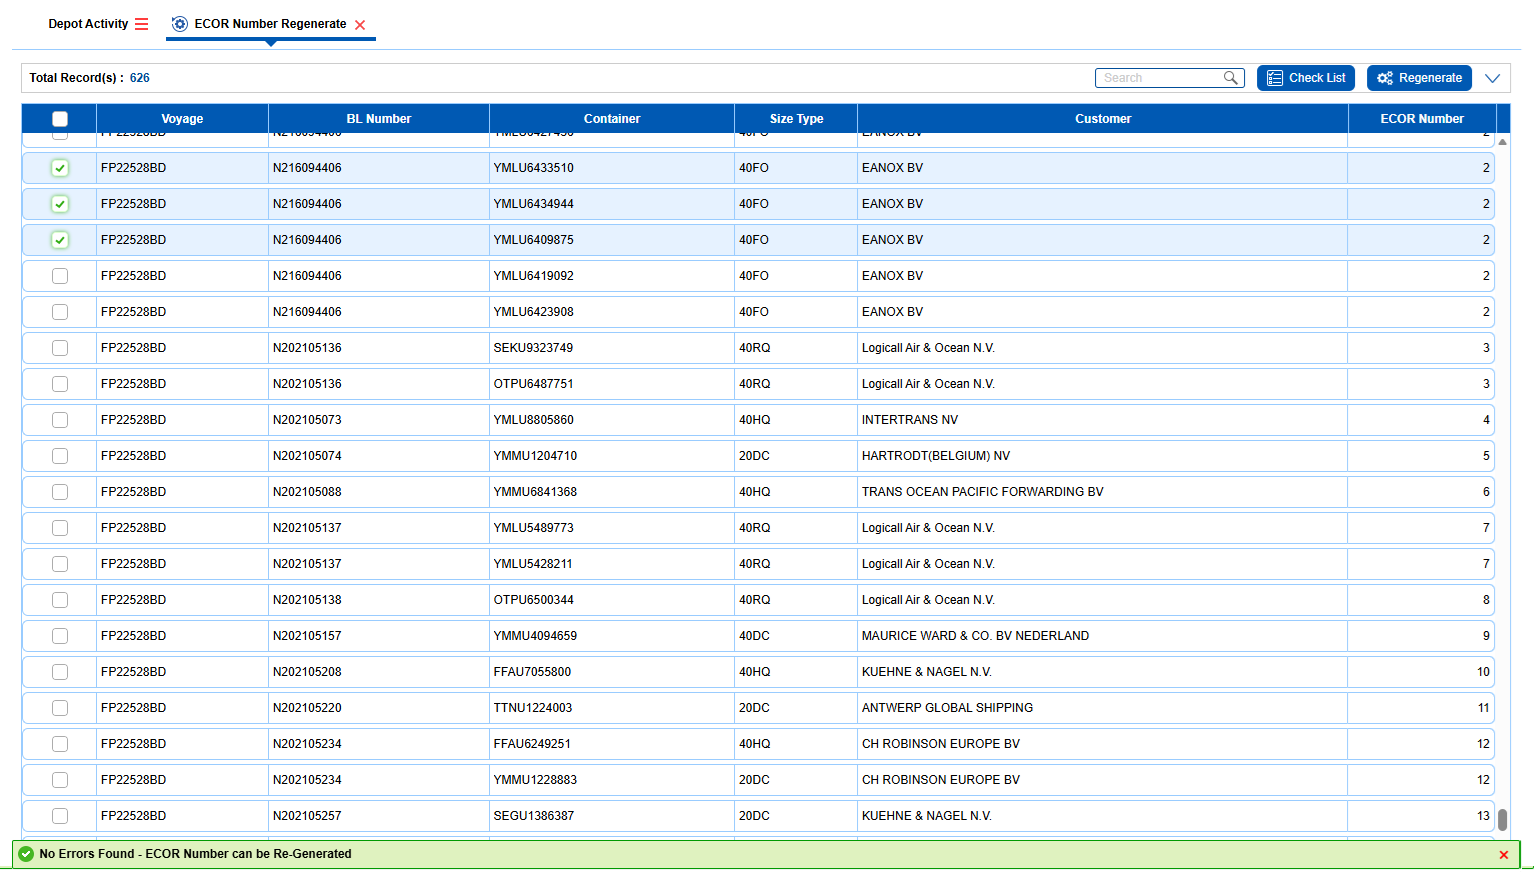 Depot Activity ECOR Number Regenerate
Total Record(s) : 626 Search Check List Regenerate
Voyage BL Number Container Size Type Customer ECOR Number
FP22528BD N216094406 YMLU6433510 40FO EANOX BV 2
FP22528BD N216094406 YMLU6434944 40FO EANOX BV 2
FP22528BD N216094406 YMLU6409875 40FO EANOX BV 2
FP22528BD N216094406 YMLU6419092 40FO EANOX BV 2
FP22528BD N216094406 YMLU6423908 40FO EANOX BV 2
FP22528BD N202105136 SEKU9323749 40RQ Logicall Air & Ocean N.V. 3
FP22528BD N202105136 OTPU6487751 40RQ Logicall Air & Ocean N.V. 3
FP22528BD N202105073 YMLU8805860 40HQ INTERTRANS NV 4
FP22528BD N202105074 YMMU1204710 20DC HARTRODT(BELGIUM) NV 5
FP22528BD N202105088 YMMU6841368 40HQ TRANS OCEAN PACIFIC FORWARDING BV 6
FP22528BD N202105137 YMLU5489773 40RQ Logicall Air & Ocean N.V. 7
FP22528BD N202105137 YMLU5428211 40RQ Logicall Air & Ocean N.V. 7
FP22528BD N202105138 OTPU6500344 40RQ Logicall Air & Ocean N.V. 8
FP22528BD N202105157 YMMU4094659 40DC MAURICE WARD & CO. BV NEDERLAND 9
FP22528BD N202105208 FFAU7055800 40HQ KUEHNE & NAGEL N.V. 10
FP22528BD N202105220 TTNU1224003 20DC ANTWERP GLOBAL SHIPPING 11
FP22528BD N202105234 FFAU6249251 40HQ CH ROBINSON EUROPE BV 12
FP22528BD N202105234 YMMU1228883 20DC CH ROBINSON EUROPE BV 12
FP22528BD N202105257 SEGU1386387 20DC KUEHNE & NAGEL N.V. 13
No Errors Found - ECOR Number can be Re-Generated